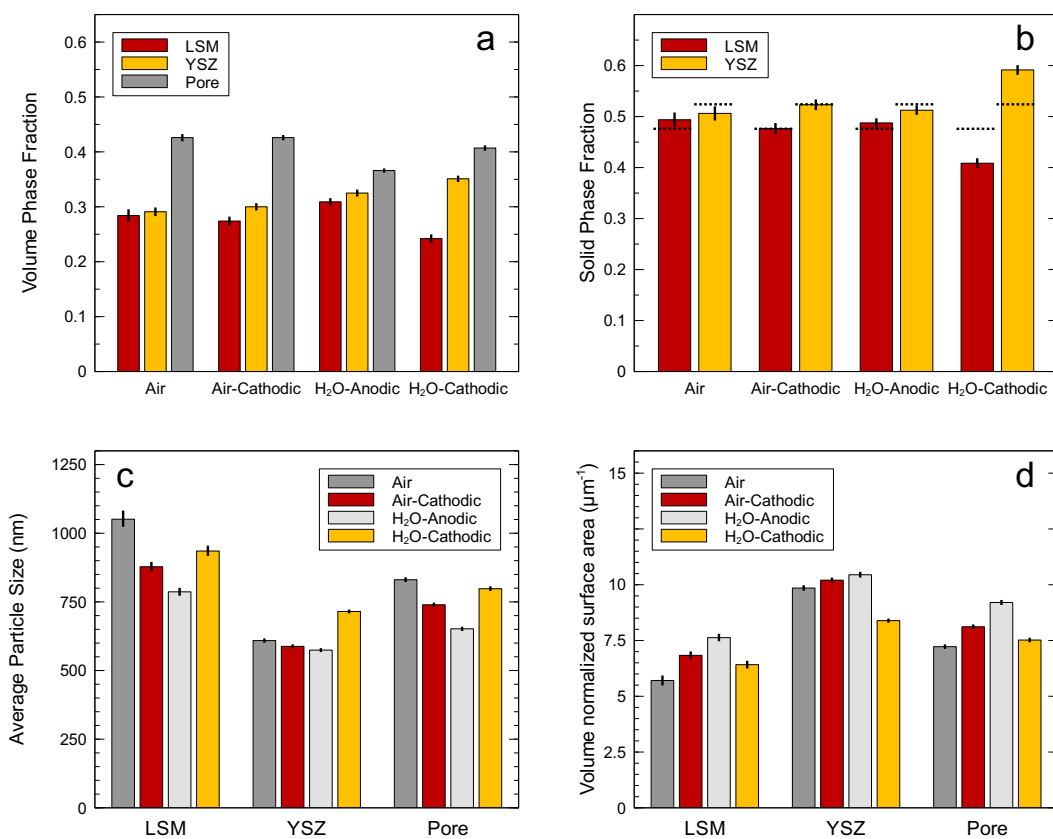 a
LSM
YSZ
Pore
Volume Phase Fraction
0.6
0.5
0.4
0.3
0.2
0.1
0
Air
Air-Cathodic
H₂O-Anodic
H₂O-Cathodic
b
LSM
YSZ
Solid Phase Fraction
0.6
0.5
0.4
0.3
0.2
0.1
0
Air
Air-Cathodic
H₂O-Anodic
H₂O-Cathodic
c
Air
Air-Cathodic
H₂O-Anodic
H₂O-Cathodic
Average Particle Size (nm)
1250
1000
750
500
250
0
LSM
YSZ
Pore
d
Air
Air-Cathodic
H₂O-Anodic
H₂O-Cathodic
Volume normalized surface area (µm⁻¹)
15
12.5
10
7.5
5
2.5
0
LSM
YSZ
Pore